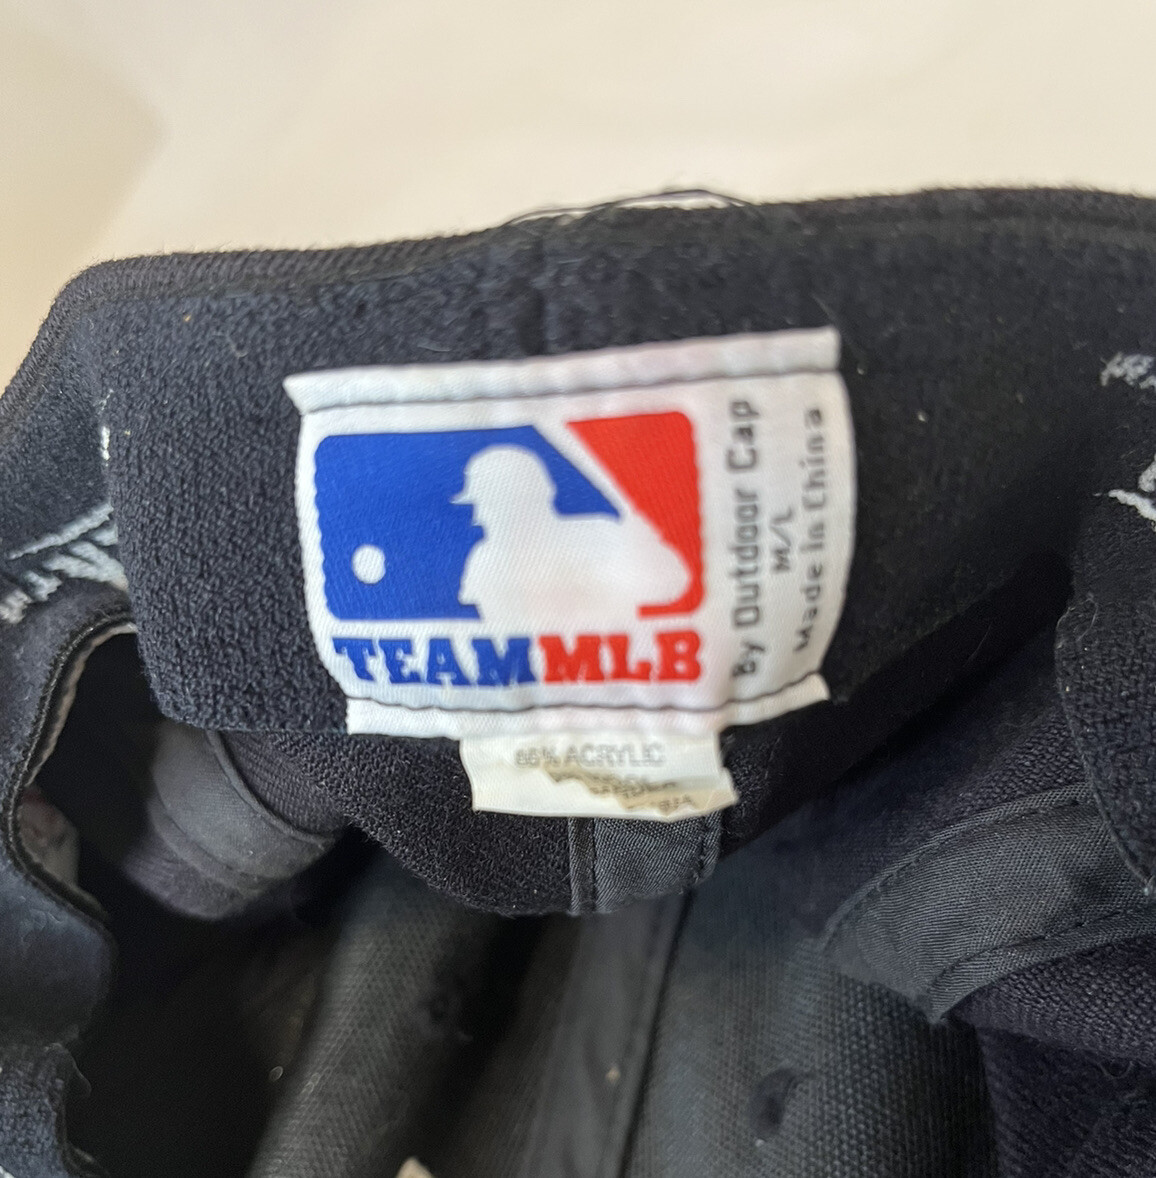 TEAMMLB
By Outdoor Cap
M/L
Made in China
ACRYLIC